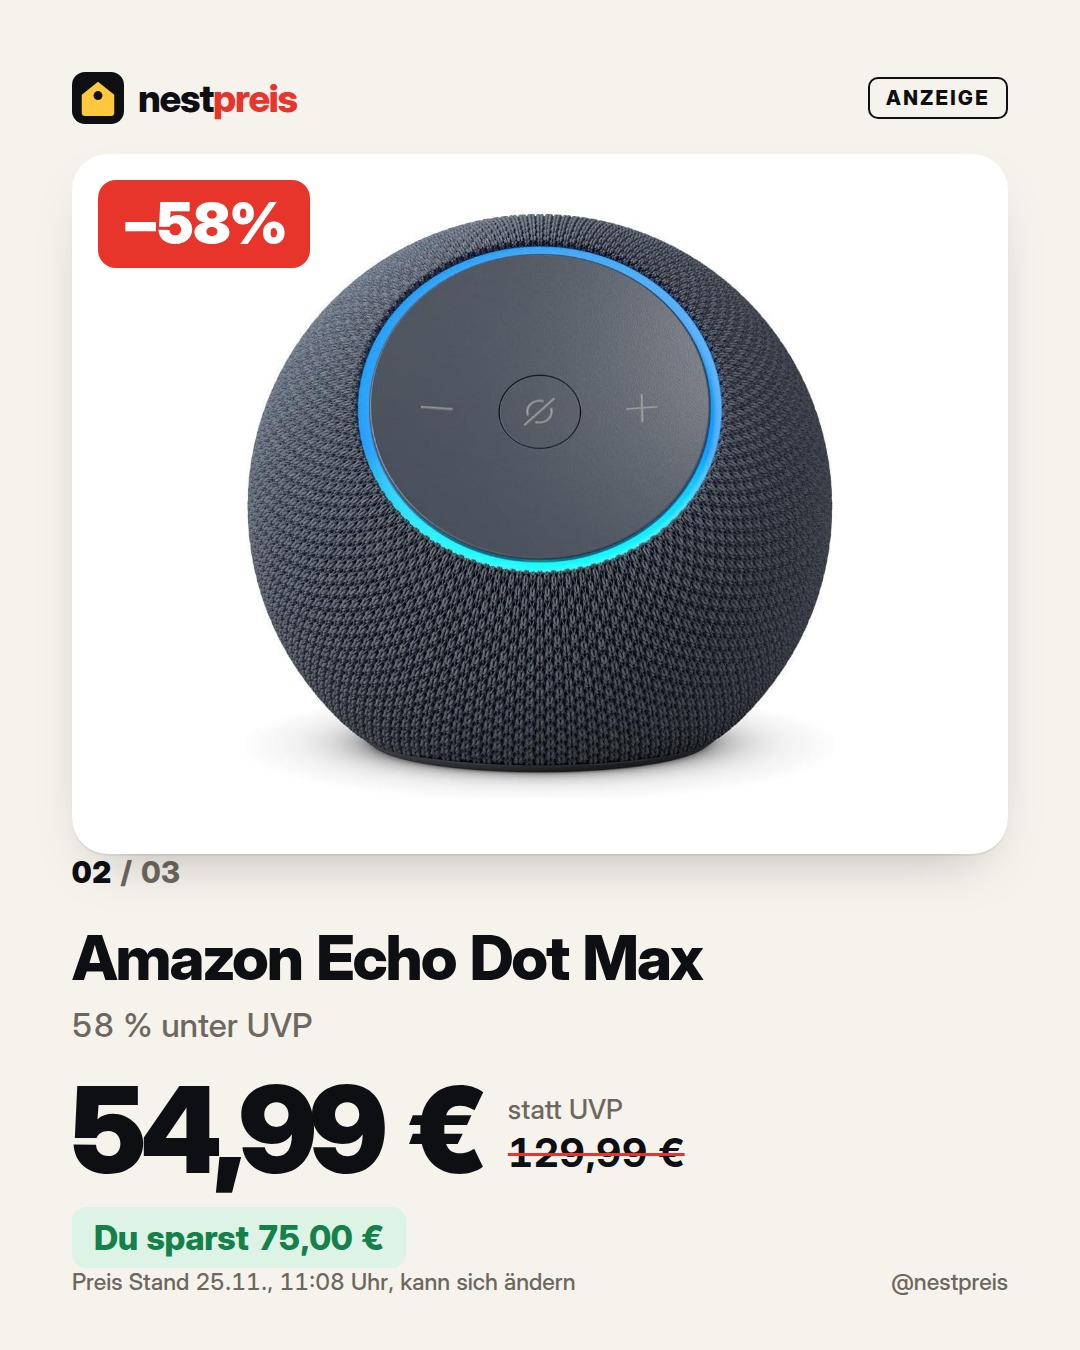 nestpreis
ANZEIGE
–58%
02 / 03
Amazon Echo Dot Max
58 % unter UVP
54,99 €
statt UVP
129,99 €
Du sparst 75,00 €
Preis Stand 25.11., 11:08 Uhr, kann sich ändern
@nestpreis